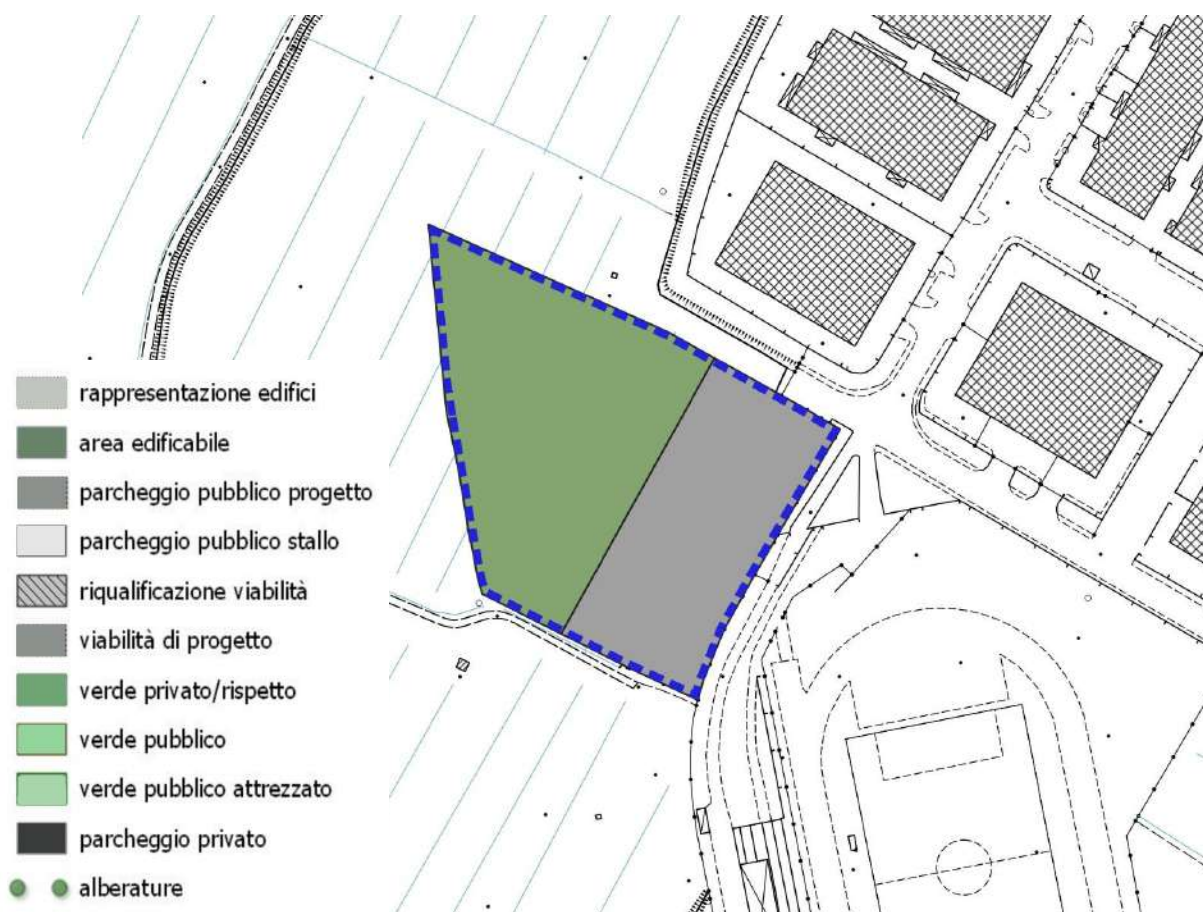 rappresentazione edifici
area edificabile
parcheggio pubblico progetto
parcheggio pubblico stallo
riqualificazione viabilità
viabilità di progetto
verde privato/rispetto
verde pubblico
verde pubblico attrezzato
parcheggio privato
alberature